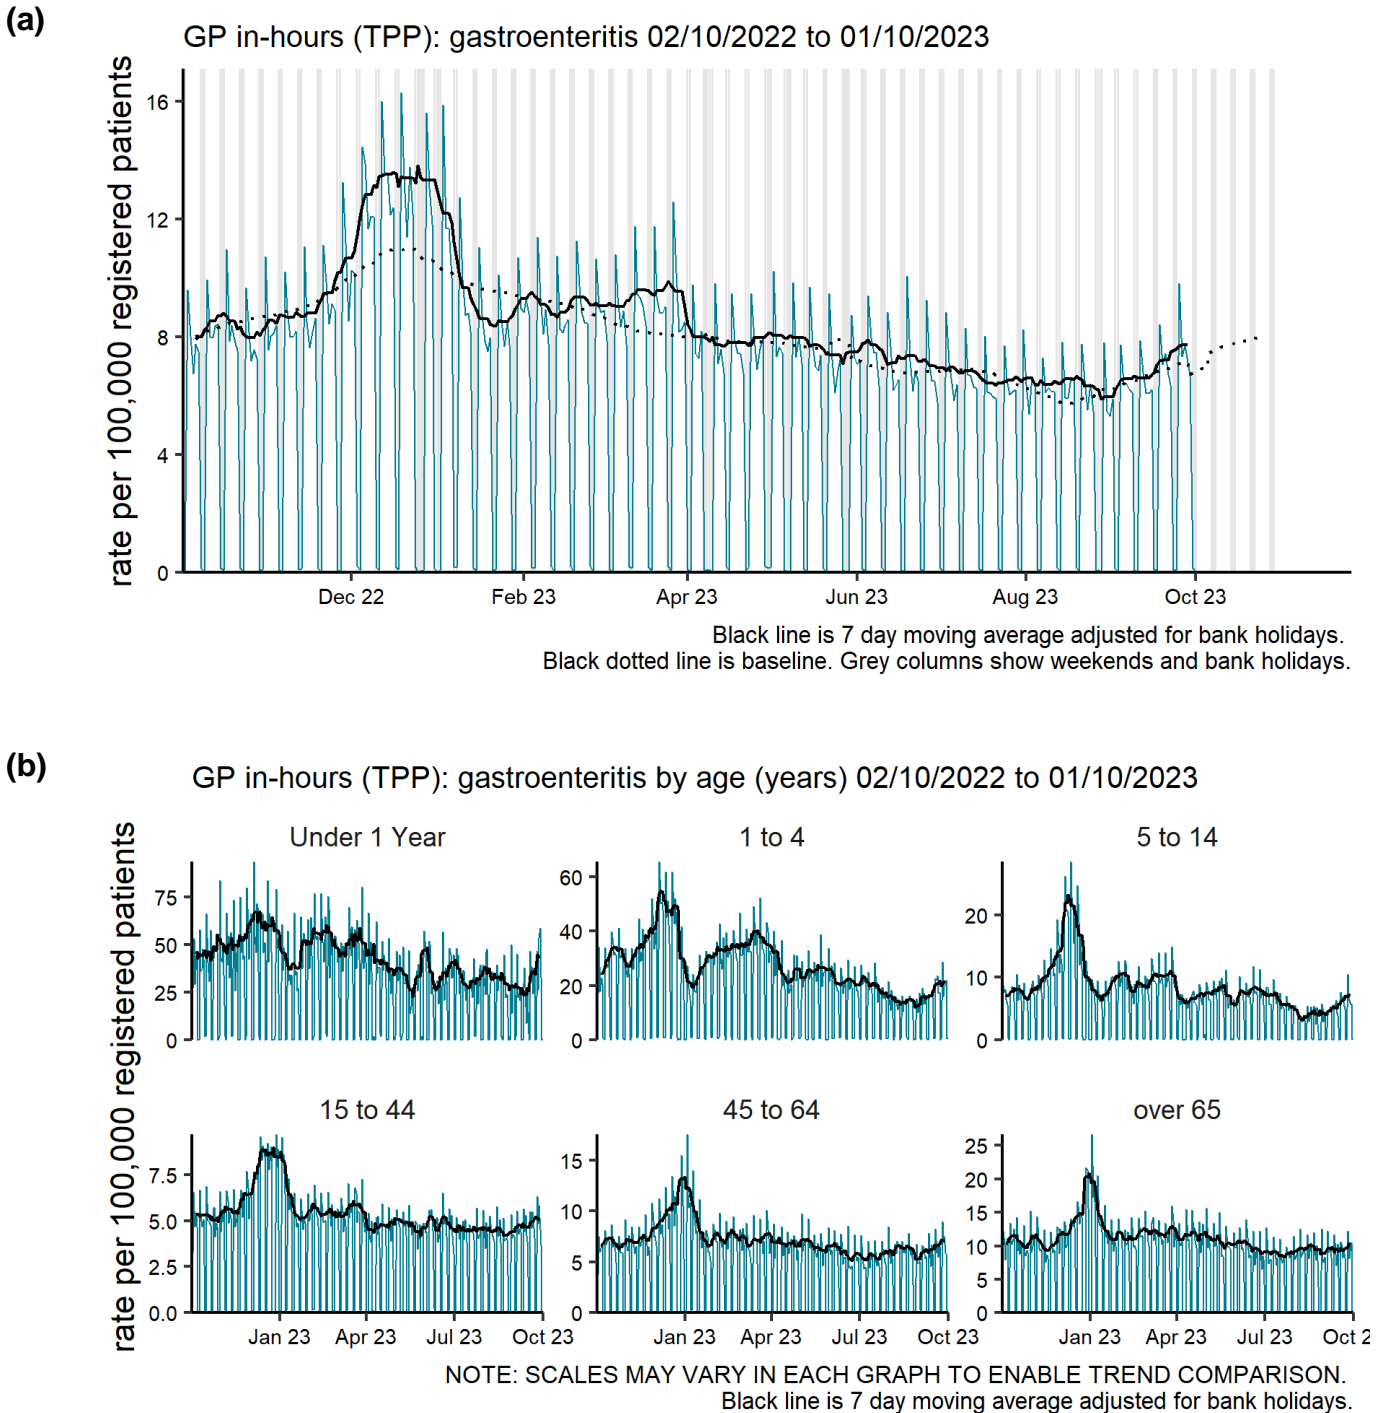 (a)
GP in-hours (TPP): gastroenteritis 02/10/2022 to 01/10/2023
rate per 100,000 registered patients
16
12
8
4
0
Dec 22 Feb 23 Apr 23 Jun 23 Aug 23 Oct 23
Black line is 7 day moving average adjusted for bank holidays.
Black dotted line is baseline. Grey columns show weekends and bank holidays.
(b)
GP in-hours (TPP): gastroenteritis by age (years) 02/10/2022 to 01/10/2023
rate per 100,000 registered patients
Under 1 Year
75
50
25
0
1 to 4
60
40
20
0
5 to 14
20
10
0
15 to 44
7.5
5.0
2.5
0.0
Jan 23 Apr 23 Jul 23 Oct 23
45 to 64
15
10
5
0
Jan 23 Apr 23 Jul 23 Oct 23
over 65
25
20
15
10
5
0
Jan 23 Apr 23 Jul 23 Oct 2
NOTE: SCALES MAY VARY IN EACH GRAPH TO ENABLE TREND COMPARISON.
Black line is 7 day moving average adjusted for bank holidays.